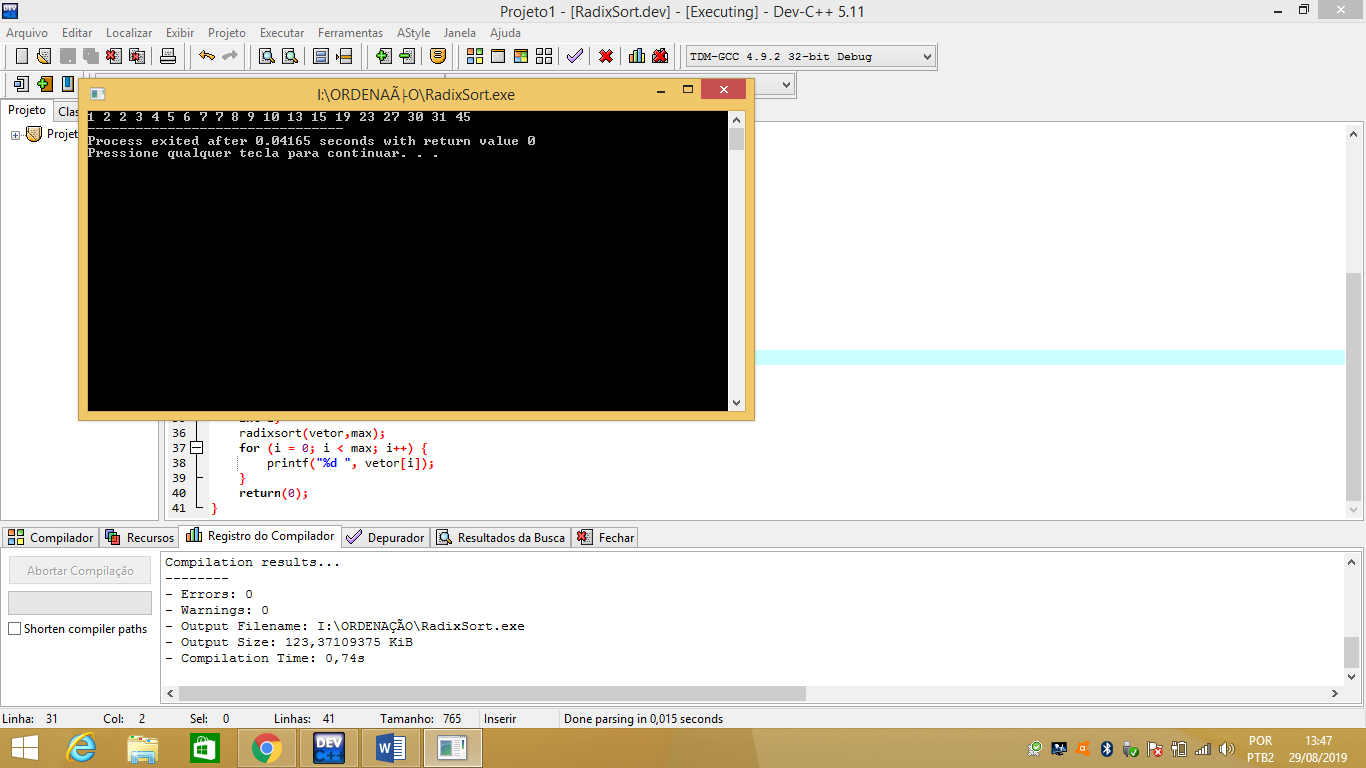 Projeto1 - [RadixSort.dev] - [Executing] - Dev-C++ 5.11
Arquivo Editar Localizar Exibir Projeto Executar Ferramentas AStyle Janela Ajuda
TDM-GCC 4.9.2 32-bit Debug
Projeto Clas
Projet
I:\ORDENAÃ├O\RadixSort.exe
1 2 2 3 4 5 6 7 7 8 9 10 13 15 19 23 27 30 31 45
--------------------------------
Process exited after 0.04165 seconds with return value 0
Pressione qualquer tecla para continuar. . .
36 radixsort(vetor,max);
37 for (i = 0; i < max; i++) {
38 printf("%d ", vetor[i]);
39 }
40 return(0);
41 }
Compilador Recursos Registro do Compilador Depurador Resultados da Busca Fechar
Abortar Compilação
Shorten compiler paths
Compilation results...
--------
- Errors: 0
- Warnings: 0
- Output Filename: I:\ORDENAÇÃO\RadixSort.exe
- Output Size: 123,37109375 KiB
- Compilation Time: 0,74s
Linha: 31 Col: 2 Sel: 0 Linhas: 41 Tamanho: 765 Inserir Done parsing in 0,015 seconds
DEV C++
POR 13:47
PTB2 29/08/2019